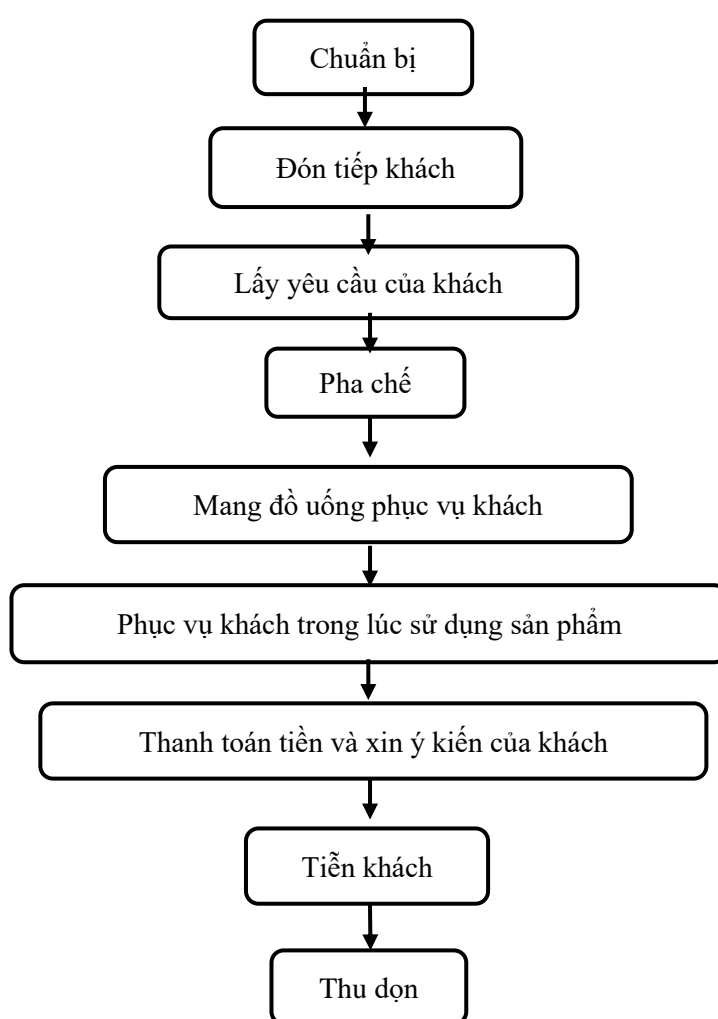 Chuẩn bị
Đón tiếp khách
Lấy yêu cầu của khách
Pha chế
Mang đồ uống phục vụ khách
Phục vụ khách trong lúc sử dụng sản phẩm
Thanh toán tiền và xin ý kiến của khách
Tiễn khách
Thu dọn